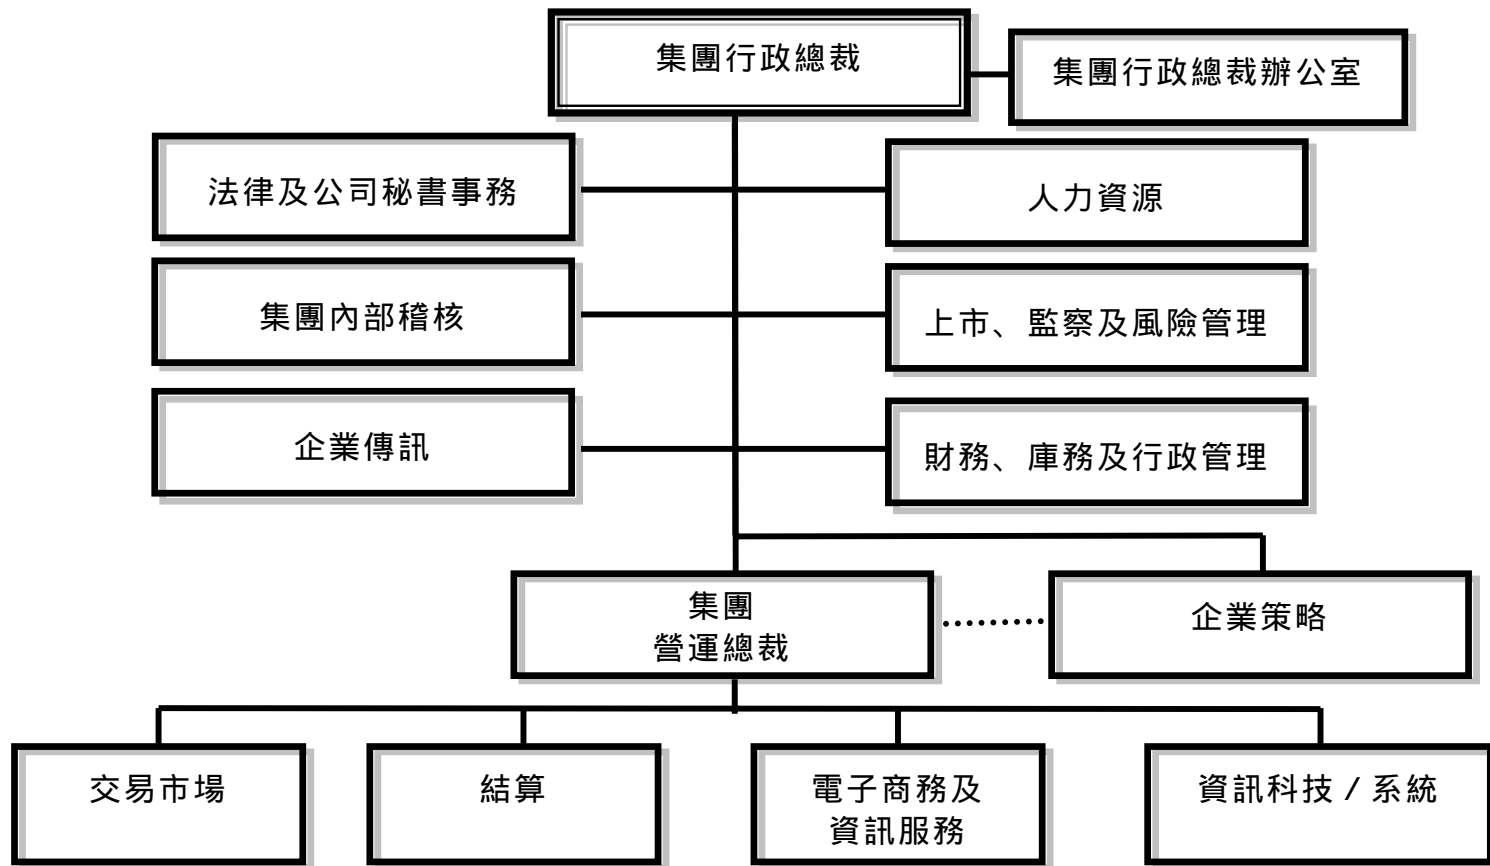 集團行政總裁
集團行政總裁辦公室
法律及公司秘書事務
人力資源
集團內部稽核
上市、監察及風險管理
企業傳訊
財務、庫務及行政管理
集團
營運總裁
企業策略
交易市場
結算
電子商務及
資訊服務
資訊科技 / 系統